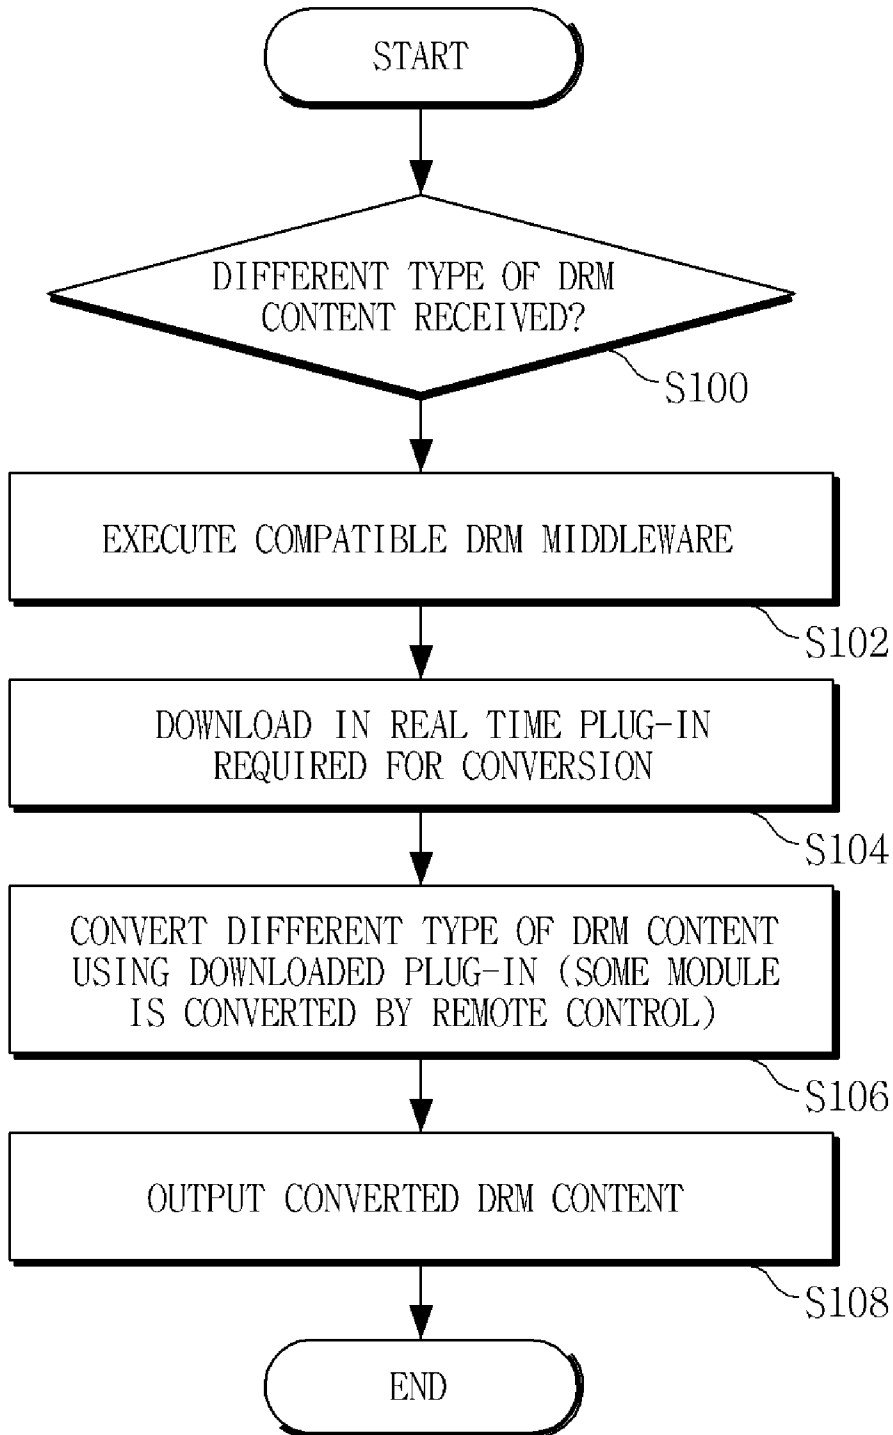 START
DIFFERENT TYPE OF DRM
CONTENT RECEIVED?
S100
EXECUTE COMPATIBLE DRM MIDDLEWARE
S102
DOWNLOAD IN REAL TIME PLUG-IN
REQUIRED FOR CONVERSION
S104
CONVERT DIFFERENT TYPE OF DRM CONTENT
USING DOWNLOADED PLUG-IN (SOME MODULE
IS CONVERTED BY REMOTE CONTROL)
S106
OUTPUT CONVERTED DRM CONTENT
S108
END